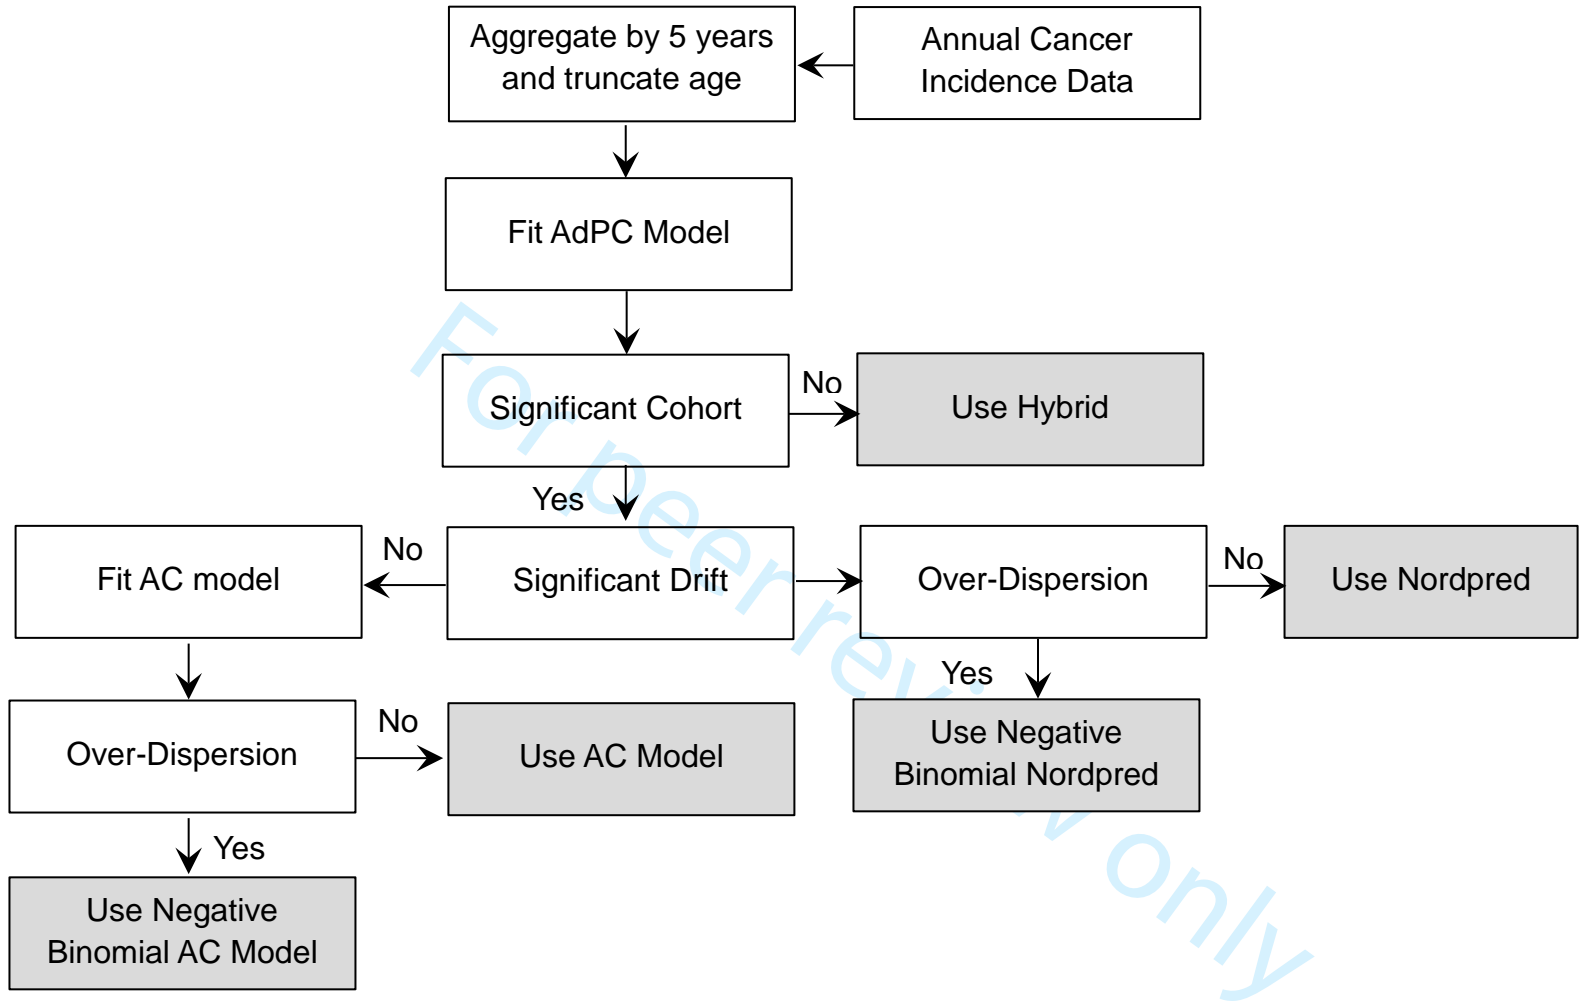 Aggregate by 5 years
and truncate age
Annual Cancer
Incidence Data
Fit AdPC Model
Significant Cohort
No
Use Hybrid
Yes
Fit AC model
No
Significant Drift
Over-Dispersion
No
Use Nordpred
Yes
Over-Dispersion
No
Use AC Model
Use Negative
Binomial Nordpred
Yes
Use Negative
Binomial AC Model
For peer review only